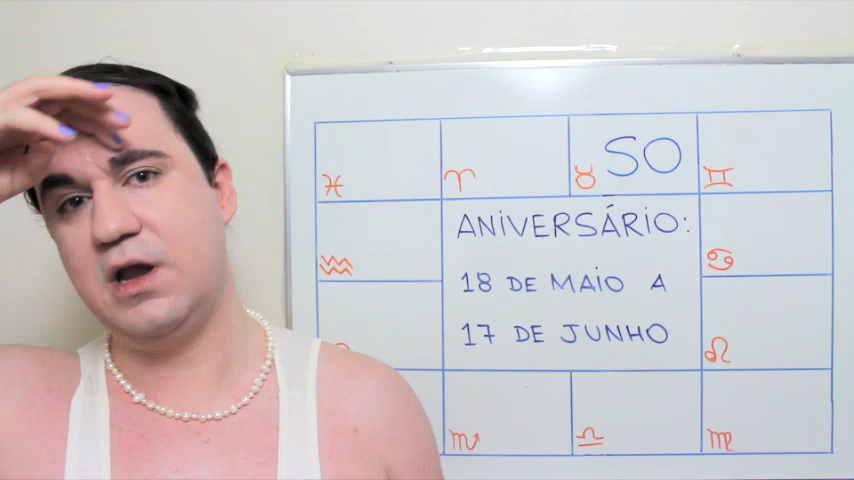 ♓ ♈ ♉ SO ♊
ANIVERSÁRIO:
♒ ♋
18 DE MAIO A
17 DE JUNHO
♌
♏ ♎ ♍